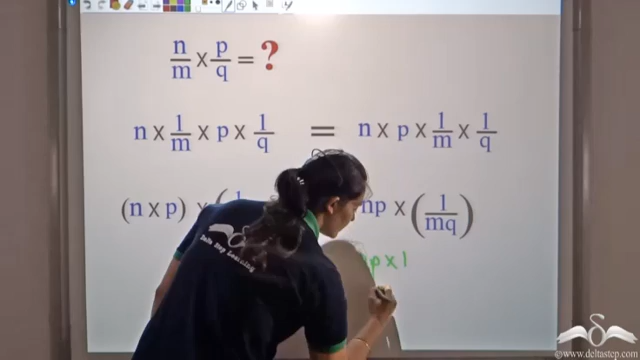 n/m × p/q = ?
n × 1/m × p × 1/q = n × p × 1/m × 1/q
(n × p) × ( np × (1/mq)
p × 1
Delta Step Learning
©www.deltastep.com